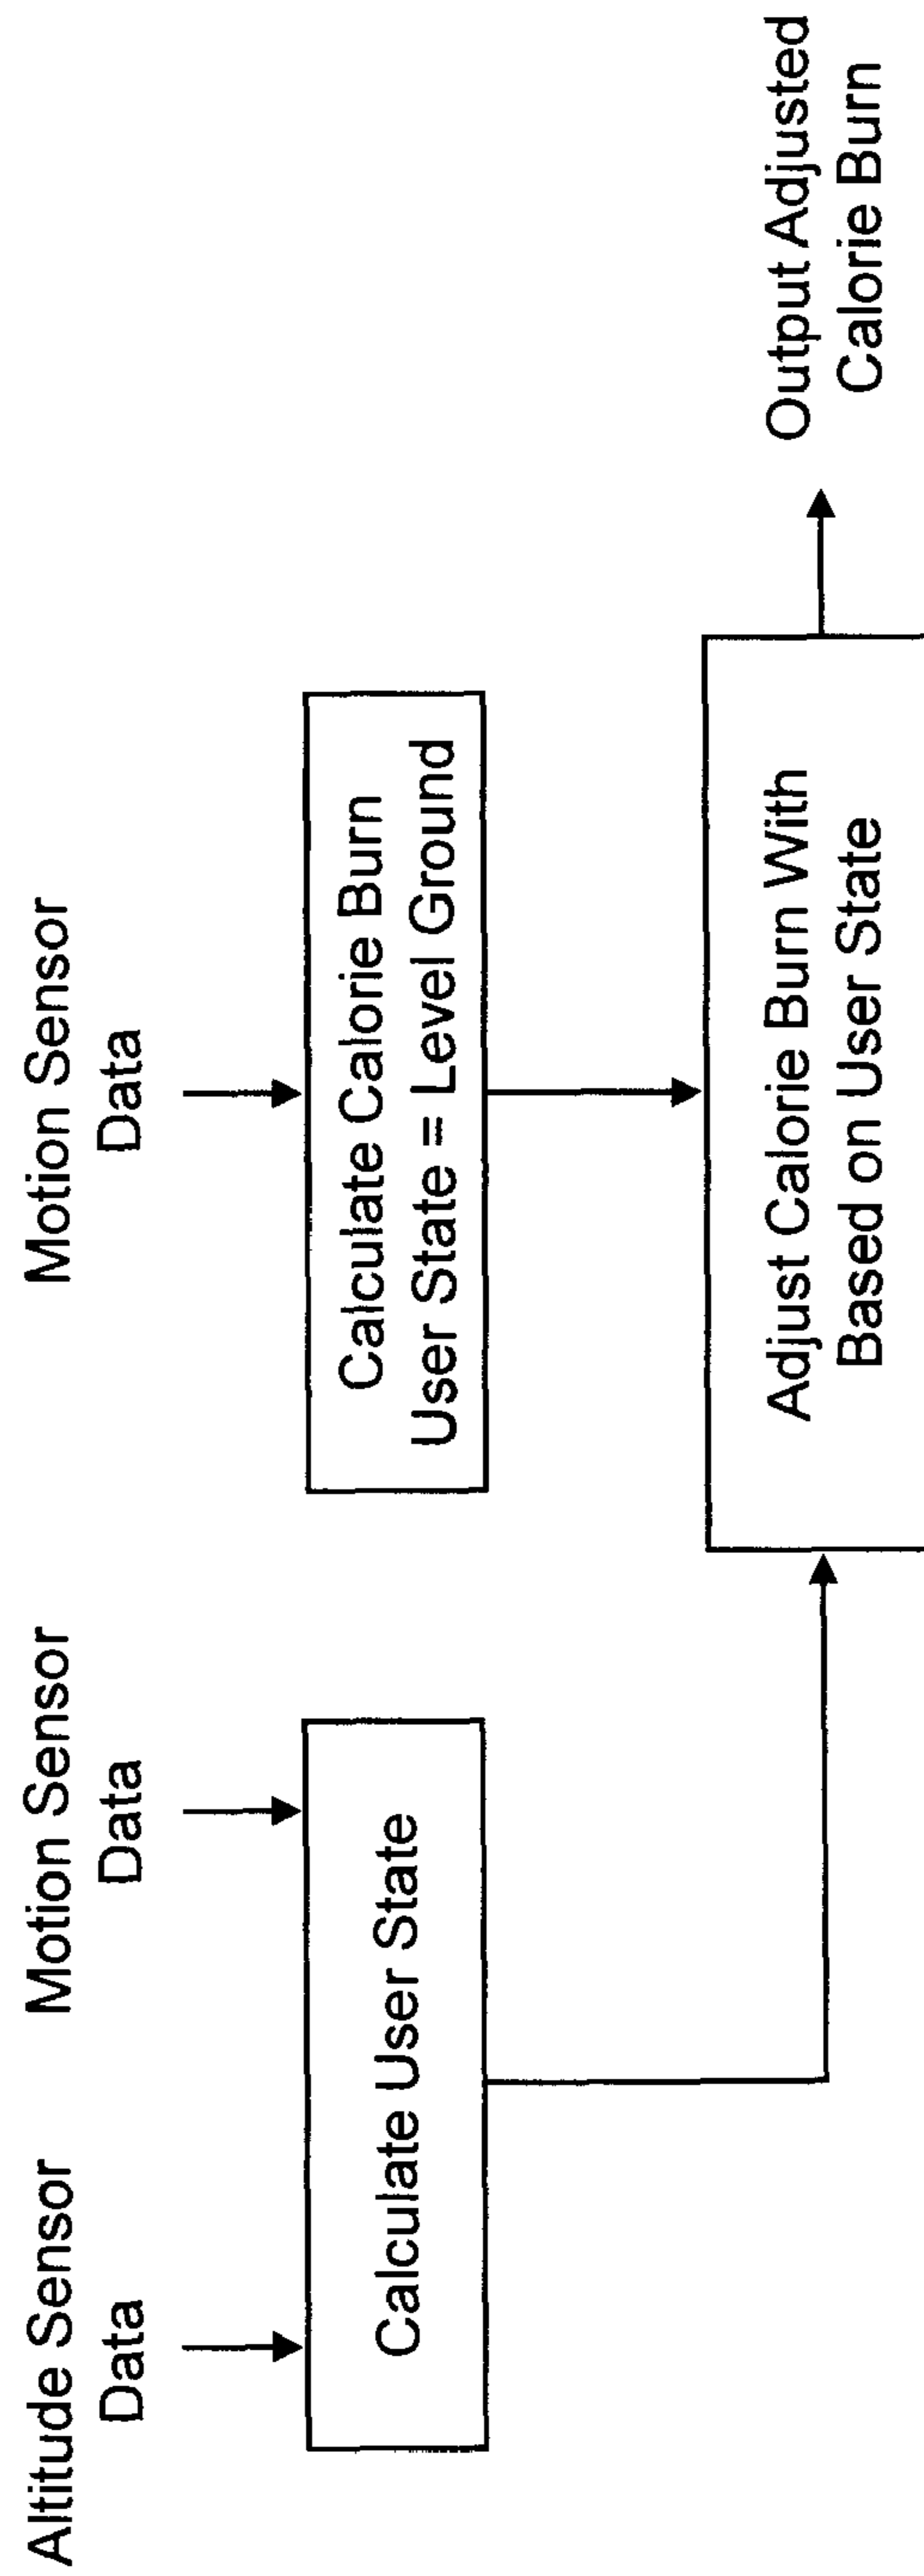 Altitude Sensor
Data
Motion Sensor
Data
Motion Sensor
Data
Calculate User State
Calculate Calorie Burn
User State = Level Ground
Adjust Calorie Burn With
Based on User State
Output Adjusted
Calorie Burn